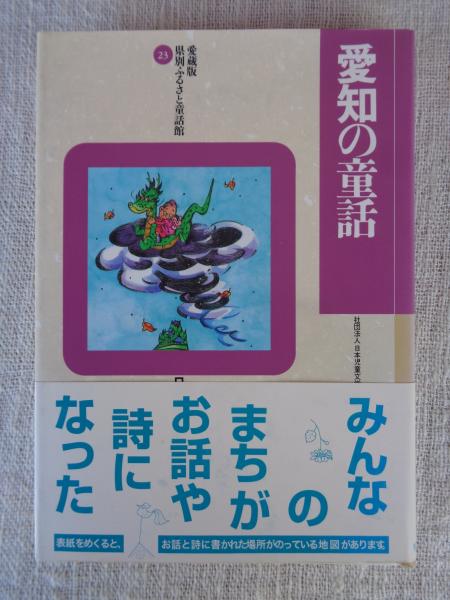 愛知の童話
愛蔵版
県別ふるさと童話館
23
社団法人日本児童文
みんな
の
まちが
お話や
詩に
なった
表紙をめくると、
お話と詩に書かれた場所がのっている地図があります。